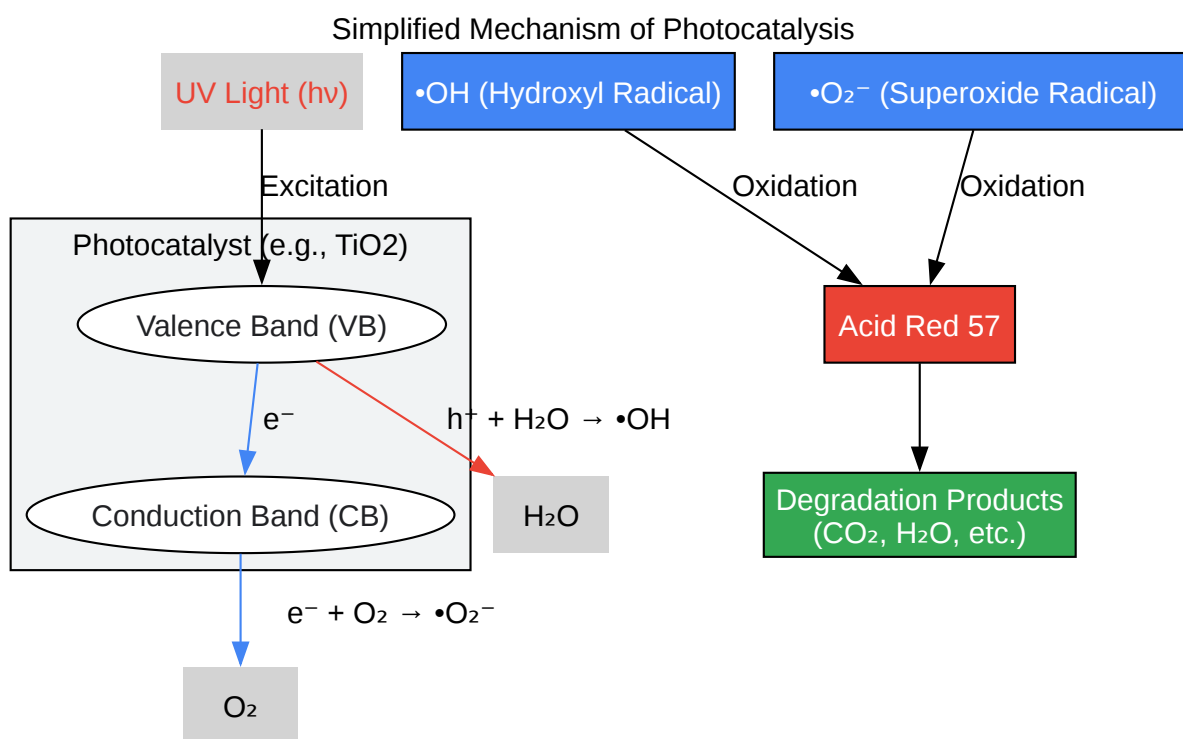 Simplified Mechanism of Photocatalysis
UV Light (hν)
•OH (Hydroxyl Radical)
•O₂⁻ (Superoxide Radical)
Excitation
Oxidation
Oxidation
Photocatalyst (e.g., TiO2)
Valence Band (VB)
Acid Red 57
e⁻
h⁺ + H₂O → •OH
Conduction Band (CB)
H₂O
Degradation Products
(CO₂, H₂O, etc.)
e⁻ + O₂ → •O₂⁻
O₂